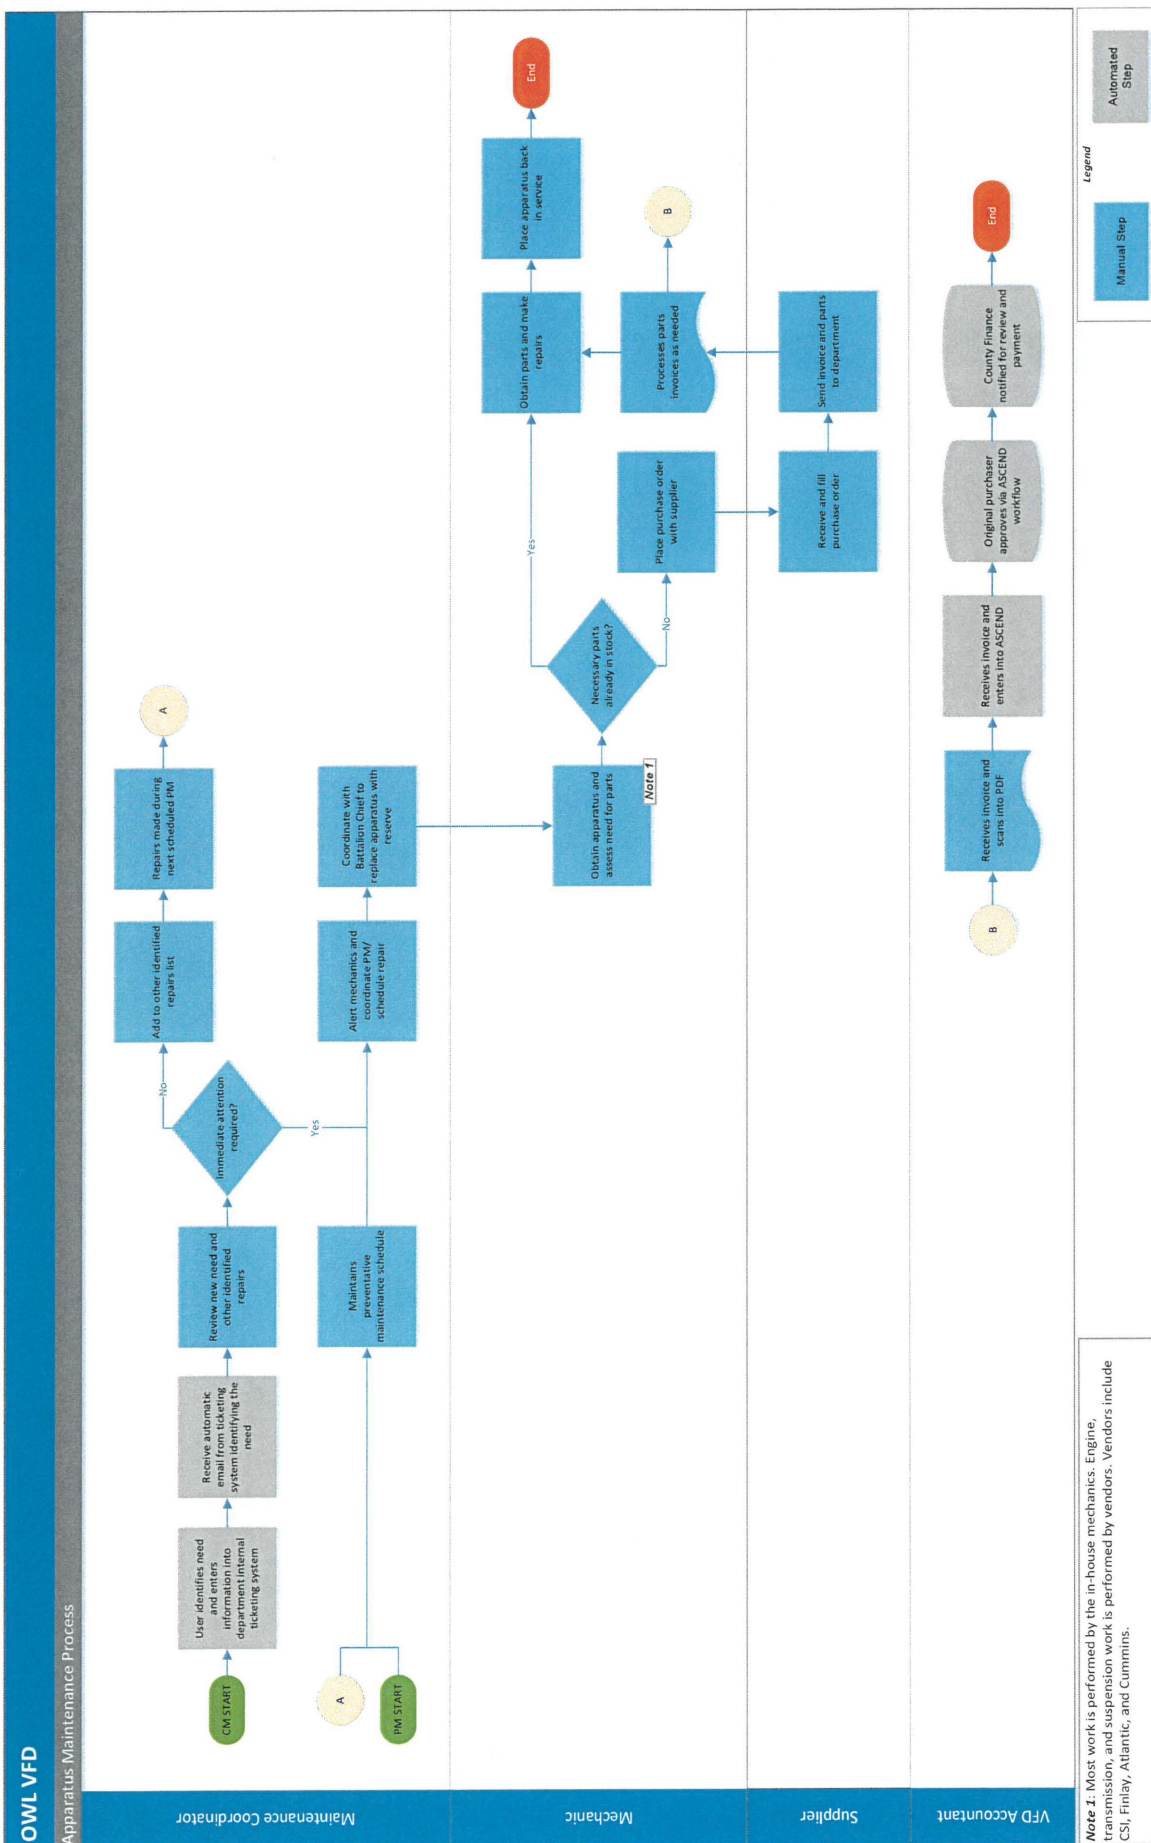 OWL VFD
Apparatus Maintenance Process
Maintenance Coordinator
CM START
User identifies need
and enters
information into
department internal
ticketing system
Receive automatic
email from ticketing
system identifying the
need
Review new need and
other identified
repairs
Immediate attention
required?
No
Add to other identified
repairs list
Repairs made during
next scheduled PM
A
Yes
A
PM START
Maintains
preventative
maintenance schedule
Alert mechanics and
coordinate PM/
schedule repair
Coordinate with
Battalion Chief to
replace apparatus with
reserve
Mechanic
Obtain apparatus and
assess need for parts
Note 1
Necessary parts
already in stock?
Yes
Obtain parts and make
repairs
Place apparatus back
in service
End
No
Place purchase order
with supplier
Processes parts
invoices as needed
B
Supplier
Receive and fill
purchase order
Send invoice and parts
to department
VFD Accountant
B
Receives invoice and
scans into PDF
Receives invoice and
enters into ASCEND
Original purchaser
approves via ASCEND
workflow
County Finance
notified for review and
payment
End
Note 1: Most work is performed by the in-house mechanics. Engine,
transmission, and suspension work is performed by vendors. Vendors include
CSI, Finlay, Atlantic, and Cummins.
Legend
Manual Step
Automated
Step